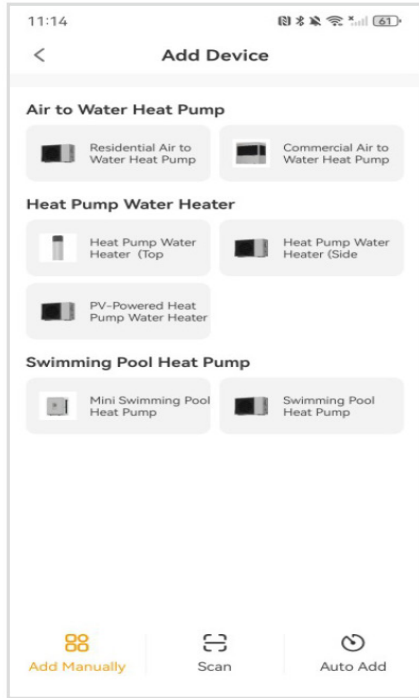 11:14
61
Add Device
Air to Water Heat Pump
Residential Air to
Water Heat Pump
Commercial Air to
Water Heat Pump
Heat Pump Water Heater
Heat Pump Water
Heater (Top
Heat Pump Water
Heater (Side
PV-Powered Heat
Pump Water Heater
Swimming Pool Heat Pump
Mini Swimming Pool
Heat Pump
Swimming Pool
Heat Pump
Add Manually
Scan
Auto Add